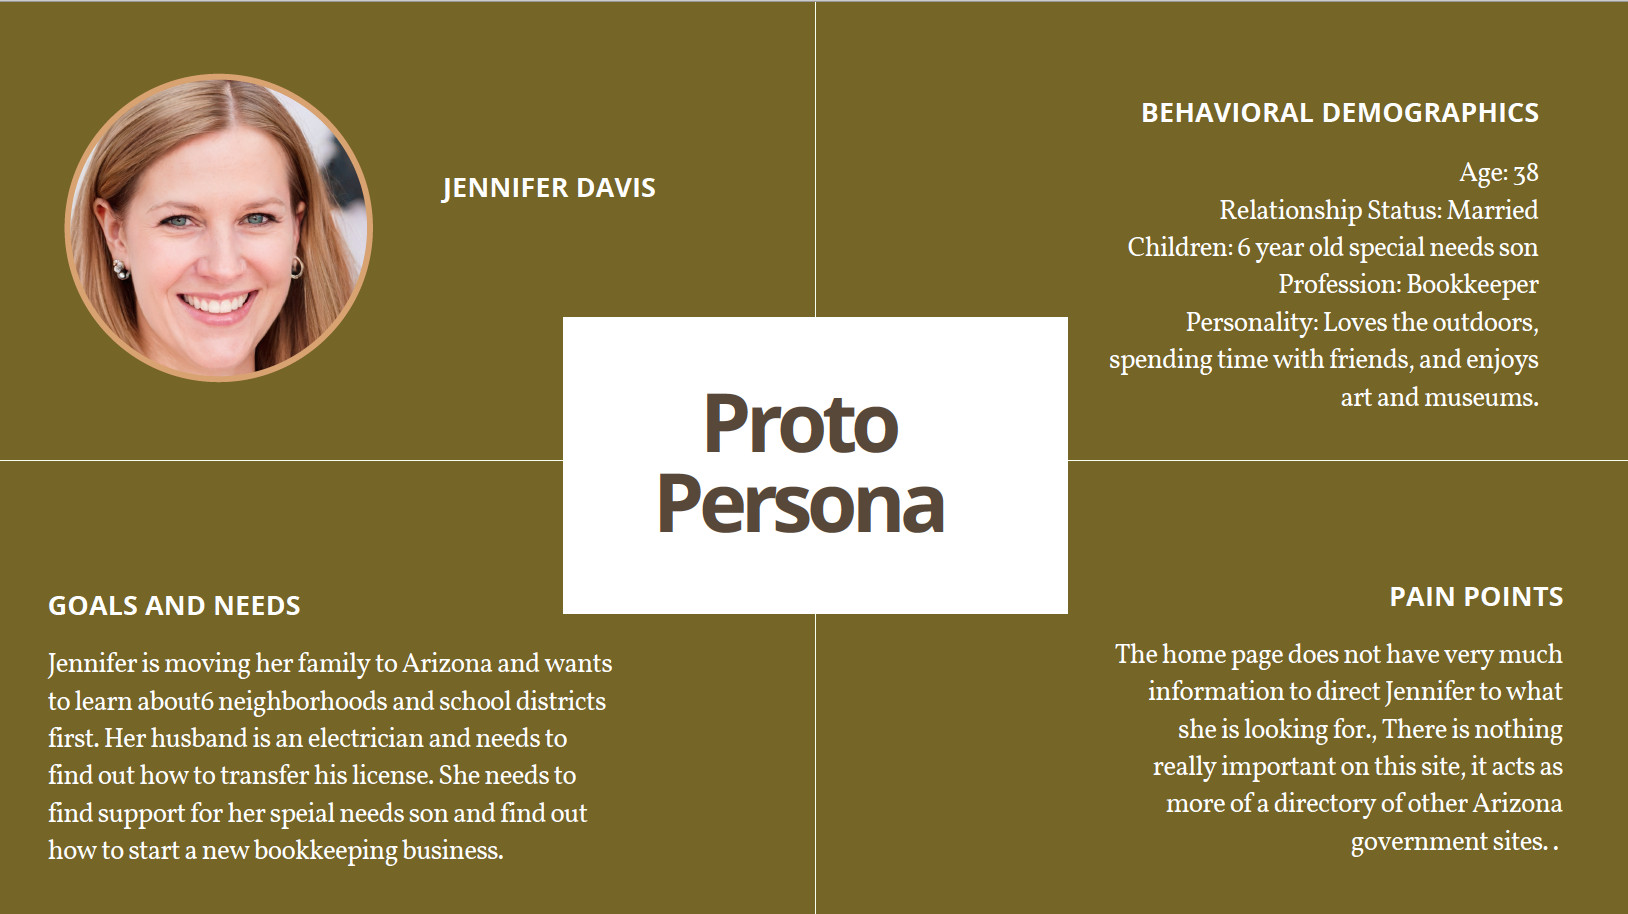 JENNIFER DAVIS
BEHAVIORAL DEMOGRAPHICS
Age: 38
Relationship Status: Married
Children: 6 year old special needs son
Profession: Bookkeeper
Personality: Loves the outdoors,
spending time with friends, and enjoys
art and museums.
Proto
Persona
GOALS AND NEEDS
Jennifer is moving her family to Arizona and wants
to learn about6 neighborhoods and school districts
first. Her husband is an electrician and needs to
find out how to transfer his license. She needs to
find support for her speial needs son and find out
how to start a new bookkeeping business.
PAIN POINTS
The home page does not have very much
information to direct Jennifer to what
she is looking for., There is nothing
really important on this site, it acts as
more of a directory of other Arizona
government sites. .